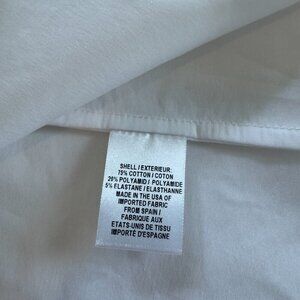 SHELL / EXTERIEUR:
75% COTTON / COTON
20% POLYAMID / POLYAMIDE
5% ELASTANE / ELASTHANNE
MADE IN THE USA OF
IMPORTED FABRIC
FROM SPAIN /
FABRIQUE AUX
ETATS-UNIS DE TISSU
IMPORTÉ D'ESPAGNE